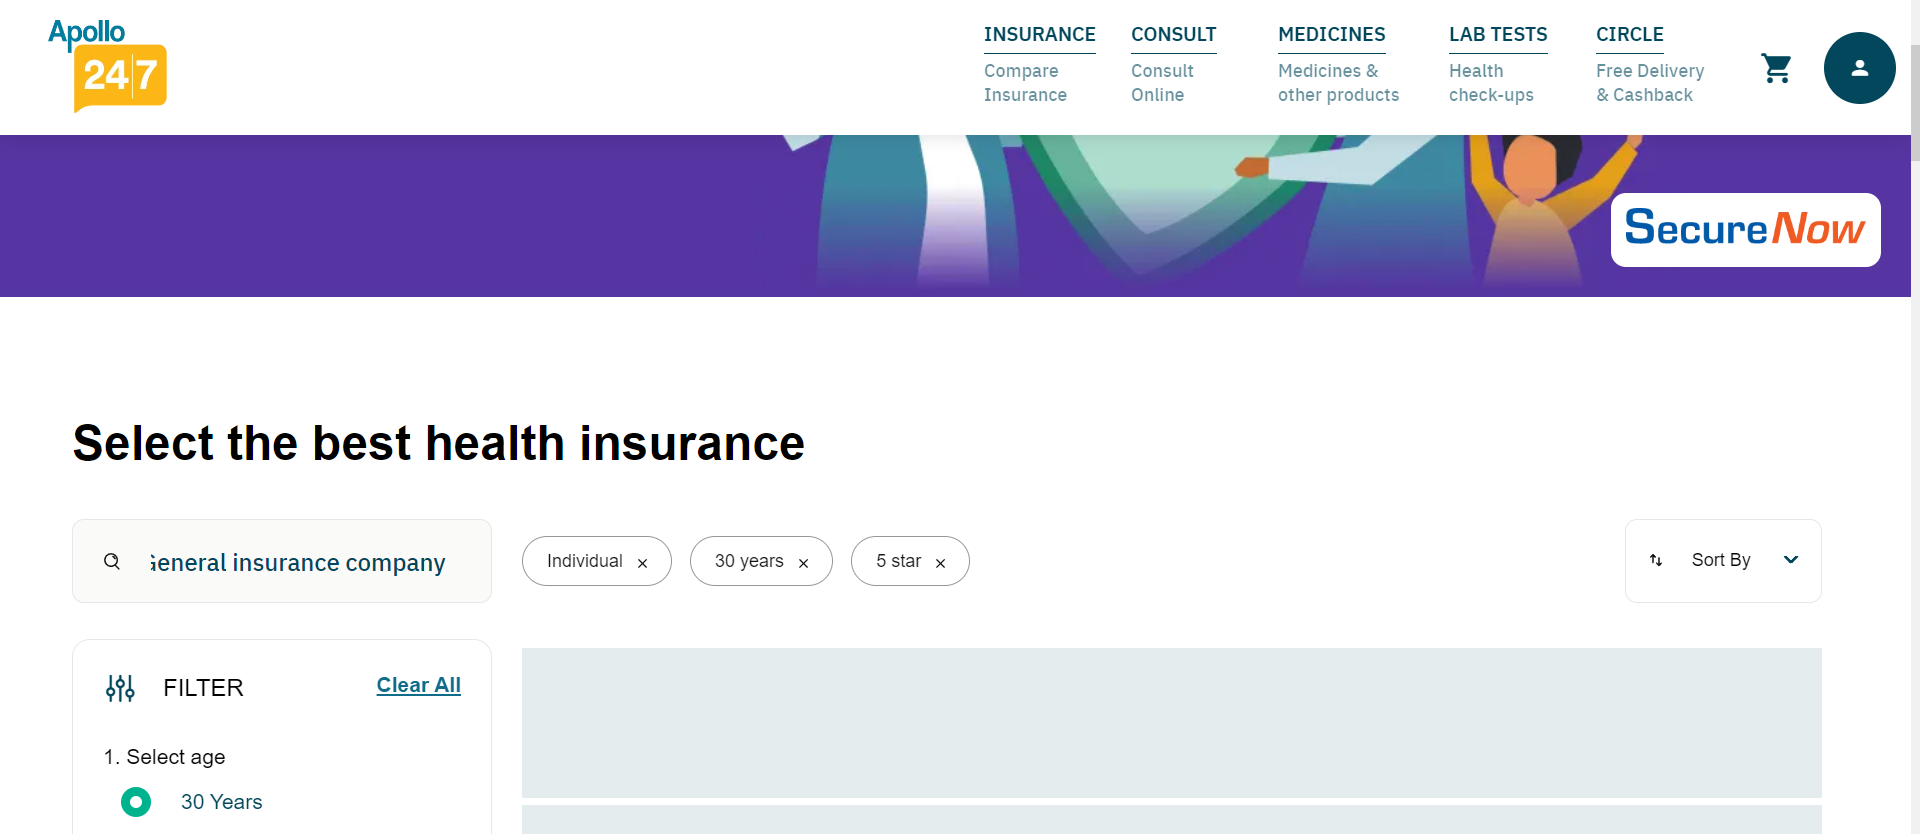 Apollo
24|7
INSURANCE
Compare
Insurance
CONSULT
Consult
Online
MEDICINES
Medicines &
other products
LAB TESTS
Health
check-ups
CIRCLE
Free Delivery
& Cashback
SecureNow
Select the best health insurance
General insurance company
Individual ×
30 years ×
5 star ×
Sort By
FILTER
Clear All
1. Select age
30 Years